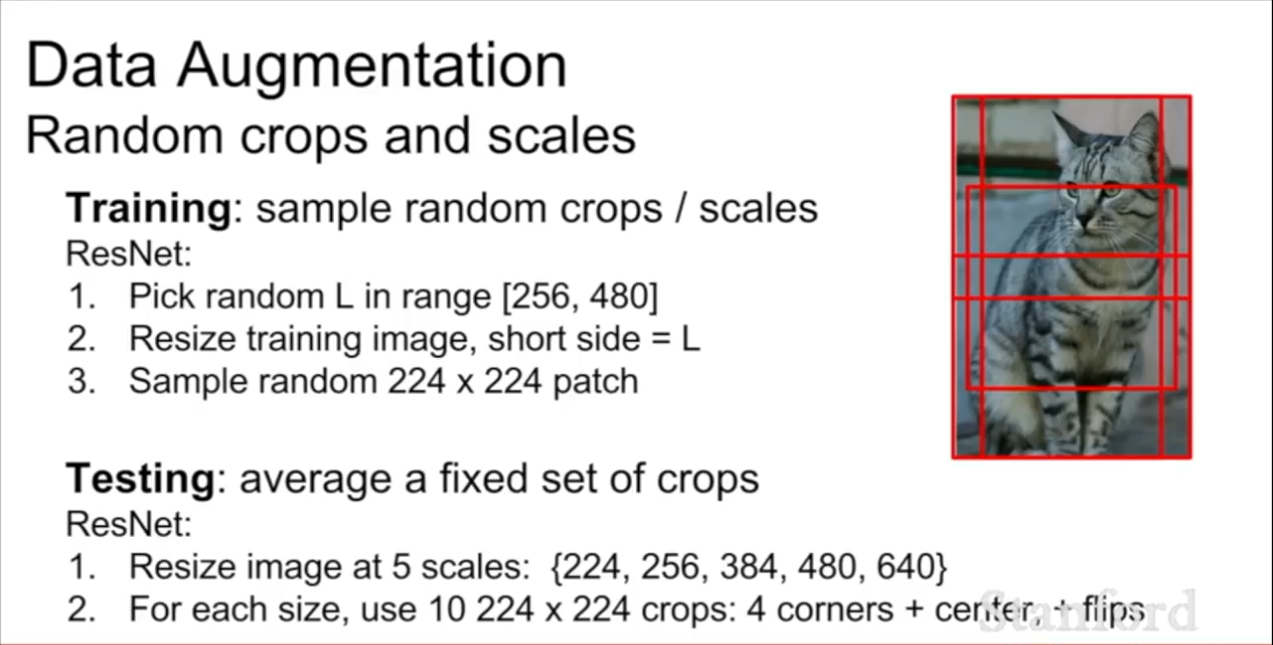 Data Augmentation
Random crops and scales
Training: sample random crops / scales
ResNet:
1. Pick random L in range [256, 480]
2. Resize training image, short side = L
3. Sample random 224 x 224 patch
Testing: average a fixed set of crops
ResNet:
1. Resize image at 5 scales: {224, 256, 384, 480, 640}
2. For each size, use 10 224 x 224 crops: 4 corners + center, + flips
Stanford